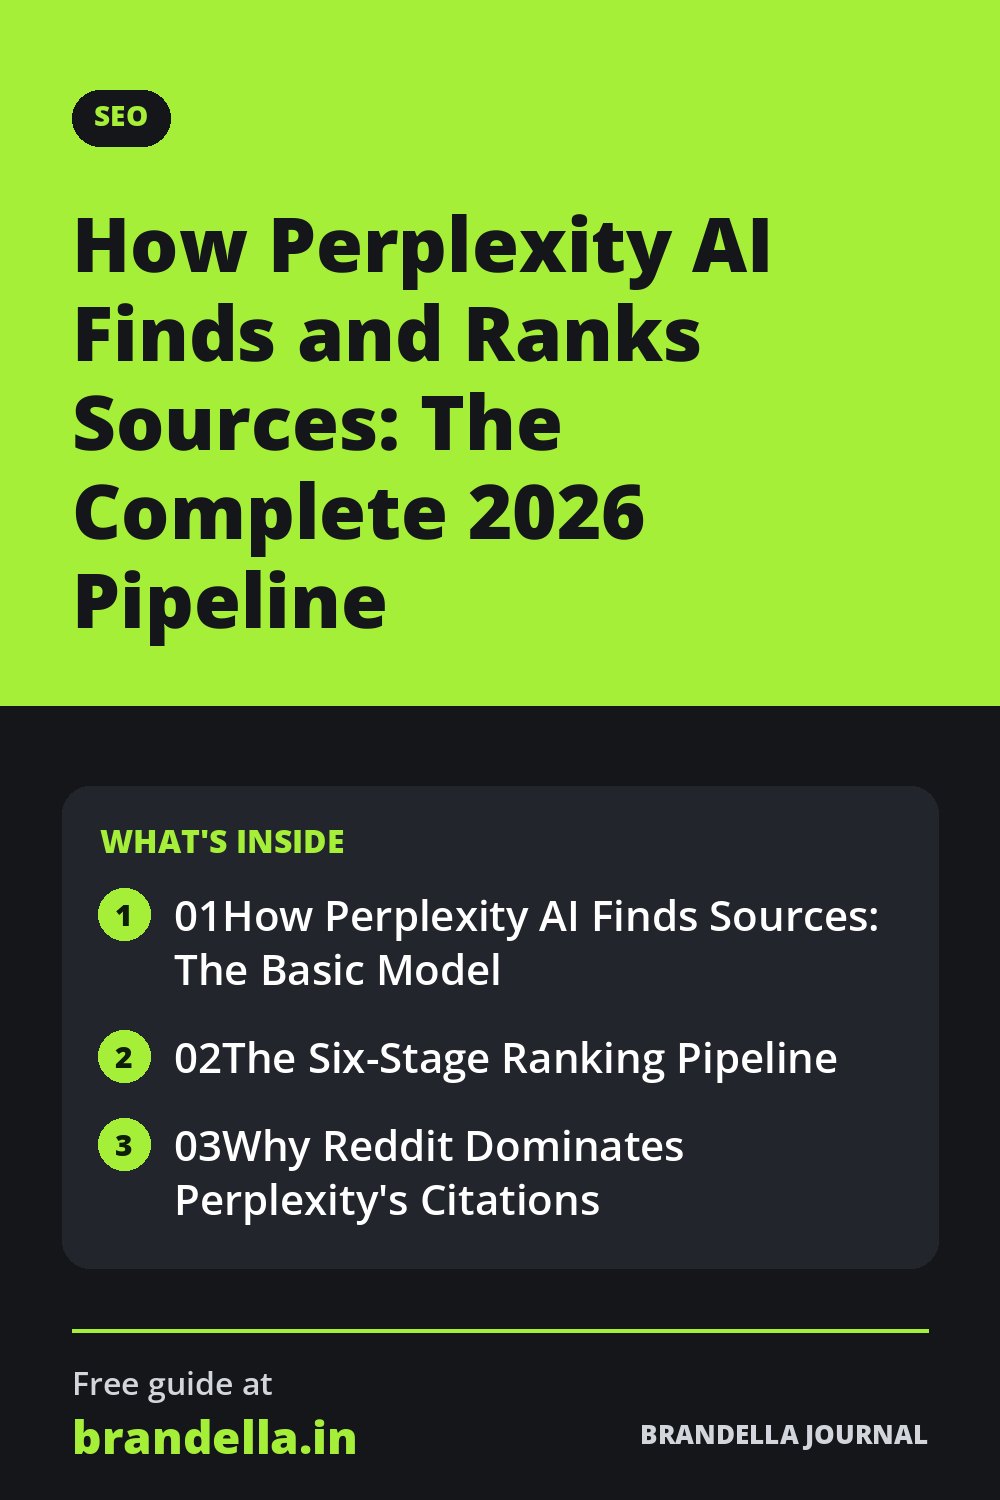 SEO
How Perplexity AI
Finds and Ranks
Sources: The
Complete 2026
Pipeline
WHAT'S INSIDE
1 01How Perplexity AI Finds Sources:
The Basic Model
2 02The Six-Stage Ranking Pipeline
3 03Why Reddit Dominates
Perplexity's Citations
Free guide at
brandella.in
BRANDELLA JOURNAL